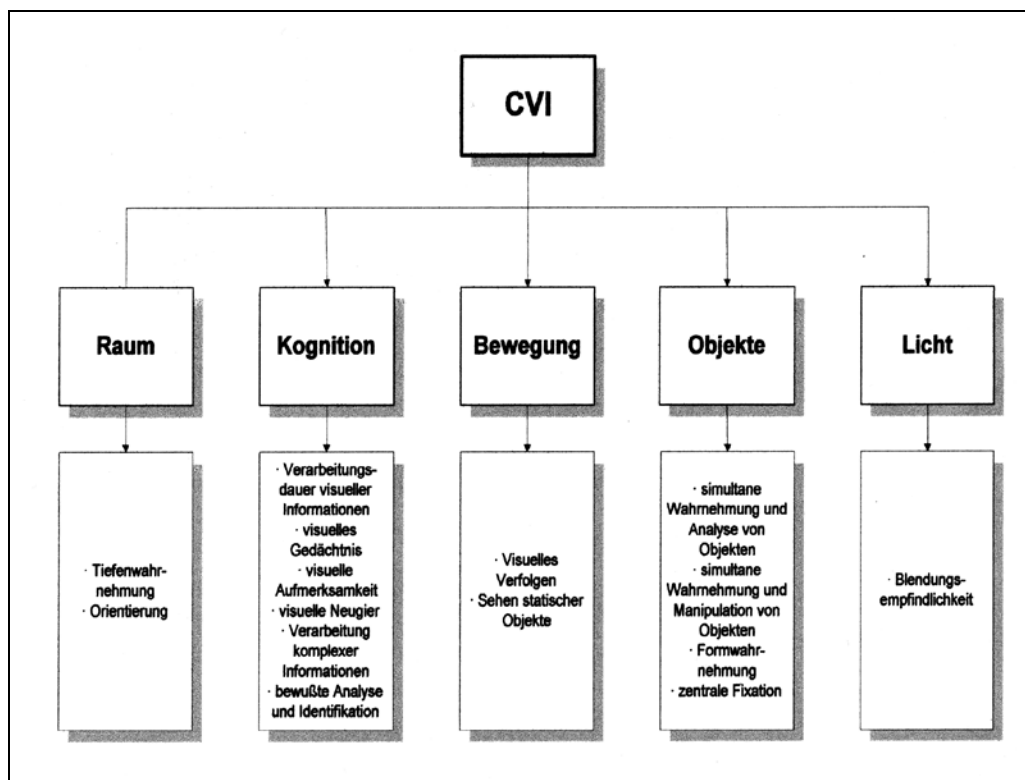 CVI
Raum
Kognition
Bewegung
Objekte
Licht
· Tiefenwahr-
nehmung
· Orientierung
· Verarbeitungs-
dauer visueller
Informationen
· visuelles
Gedächtnis
· visuelle
Aufmerksamkeit
· visuelle Neugier
· Verarbeitung
komplexer
Informationen
· bewußte Analyse
und Identifikation
· Visuelles
Verfolgen
· Sehen statischer
Objekte
· simultane
Wahrnehmung und
Analyse von
Objekten
· simultane
Wahrnehmung und
Manipulation von
Objekten
· Formwahr-
nehmung
· zentrale Fixation
· Blendungs-
empfindlichkeit